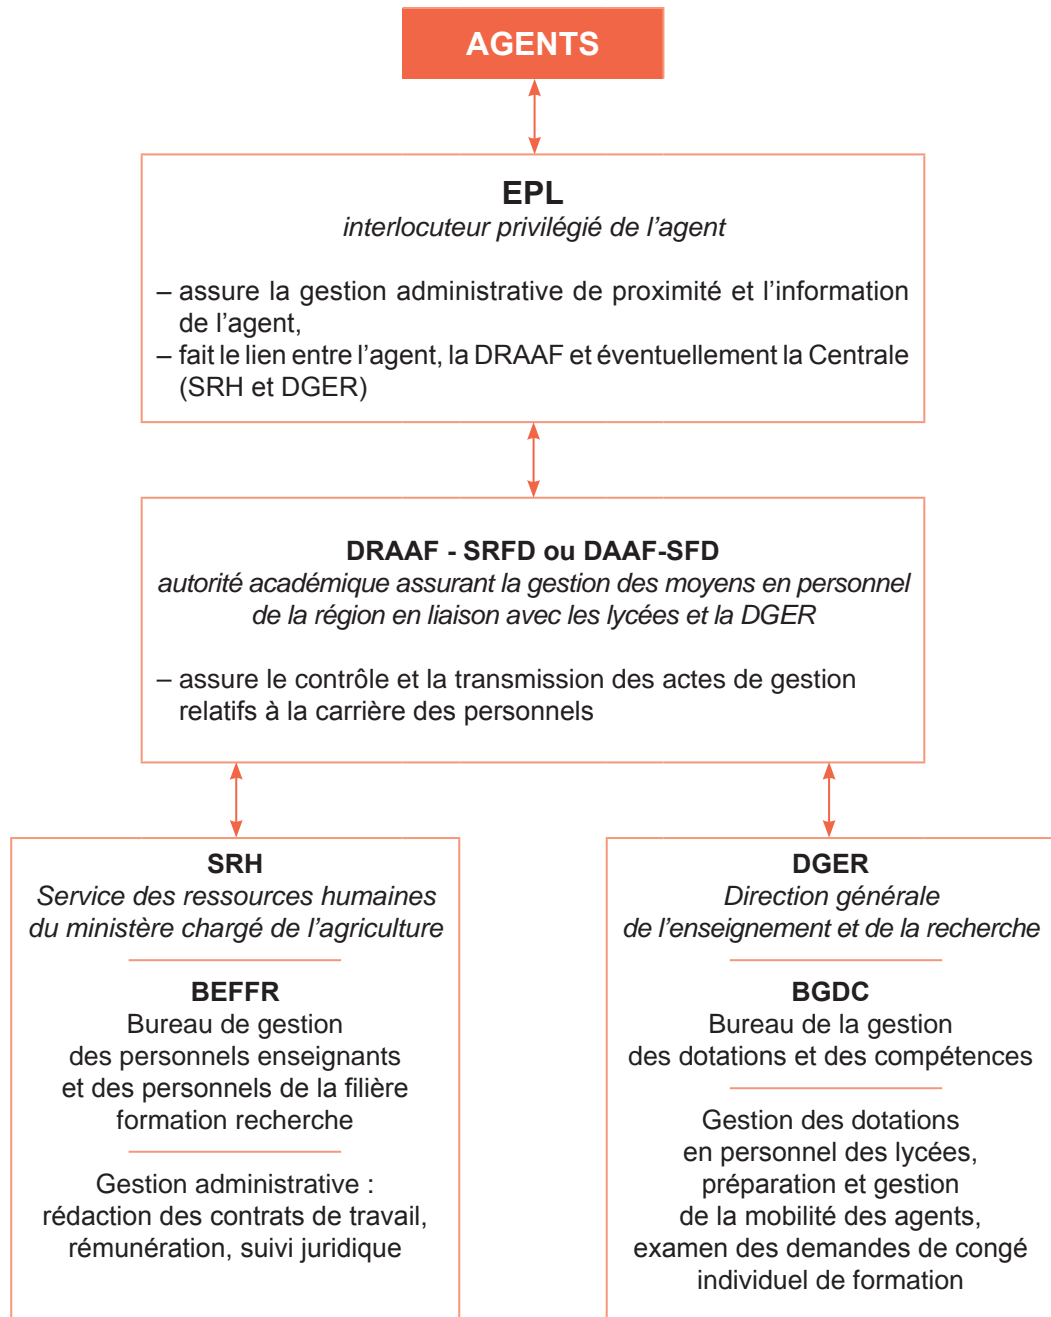 AGENTS
EPL
interlocuteur privilégié de l’agent
– assure la gestion administrative de proximité et l’information
de l’agent,
– fait le lien entre l’agent, la DRAAF et éventuellement la Centrale
(SRH et DGER)
DRAAF - SRFD ou DAAF-SFD
autorité académique assurant la gestion des moyens en personnel
de la région en liaison avec les lycées et la DGER
– assure le contrôle et la transmission des actes de gestion
relatifs à la carrière des personnels
SRH
Service des ressources humaines
du ministère chargé de l’agriculture
BEFFR
Bureau de gestion
des personnels enseignants
et des personnels de la filière
formation recherche
Gestion administrative :
rédaction des contrats de travail,
rémunération, suivi juridique
DGER
Direction générale
de l’enseignement et de la recherche
BGDC
Bureau de la gestion
des dotations et des compétences
Gestion des dotations
en personnel des lycées,
préparation et gestion
de la mobilité des agents,
examen des demandes de congé
individuel de formation